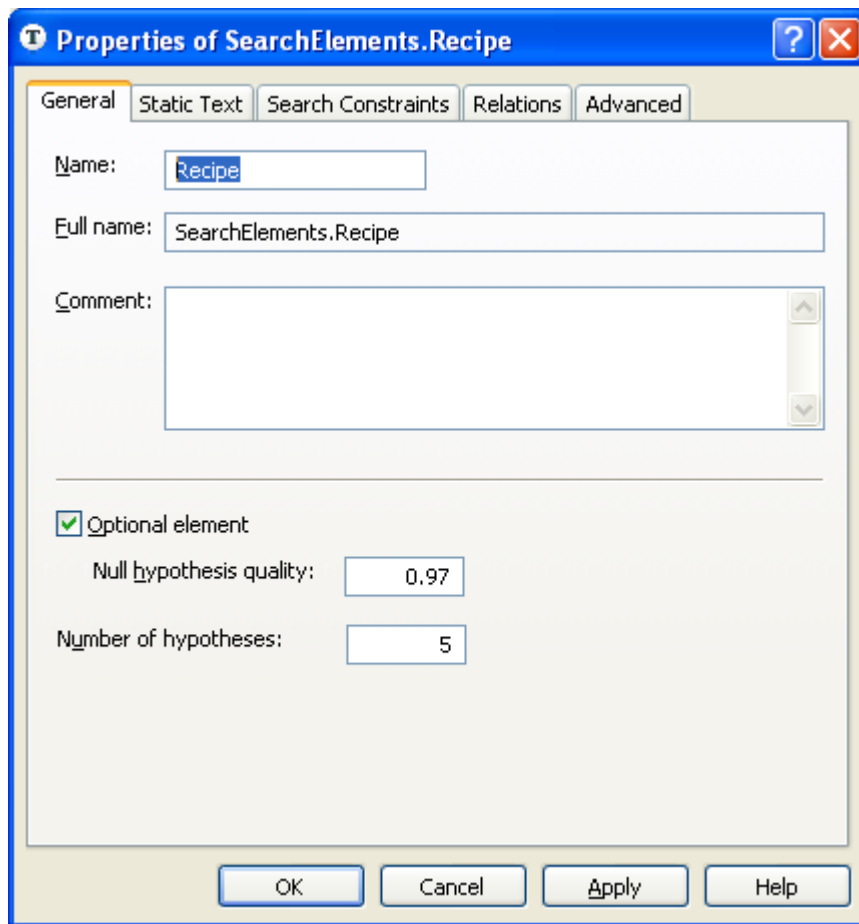 Properties of SearchElements.Recipe
General Static Text Search Constraints Relations Advanced
Name: Recipe
Full name: SearchElements.Recipe
Comment:
Optional element
Null hypothesis quality: 0.97
Number of hypotheses: 5
OK Cancel Apply Help